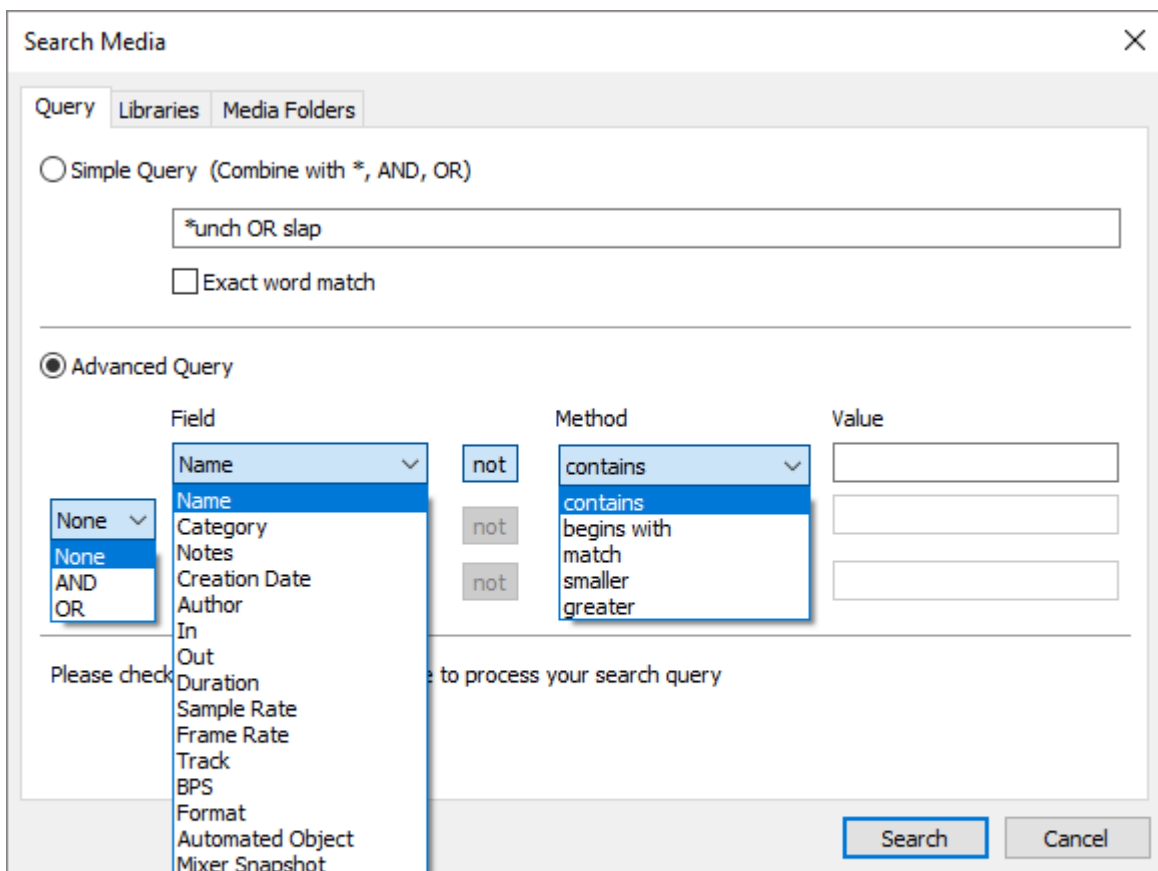 Search Media
Query Libraries Media Folders
Simple Query (Combine with *, AND, OR)
*unch OR slap
Exact word match
Advanced Query
Field Method Value
Name not contains
None
None
AND
OR
Name
Category
Notes
Creation Date
Author
In
Out
Duration
Sample Rate
Frame Rate
Track
BPS
Format
Automated Object
Mixer Snapshot
not
not
contains
begins with
match
smaller
greater
Please check to process your search query
Search Cancel